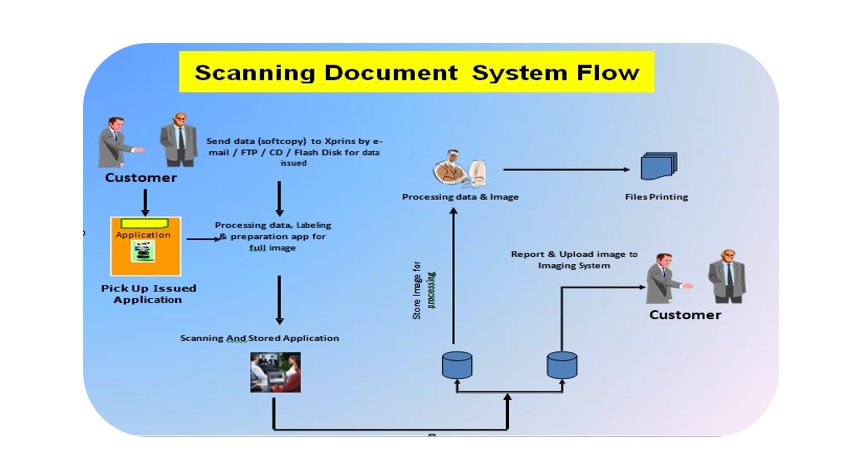 Scanning Document System Flow
Send data (softcopy) to Xprins by e-
mail / FTP / CD / Flash Disk for data
issued
Customer
Application
Processing data, Labeling
& preparation app for
full image
Pick Up Issued
Application
Scanning And Stored Application
Store Image for
processing
Processing data & Image
Files Printing
Report & Upload image to
Imaging System
Customer